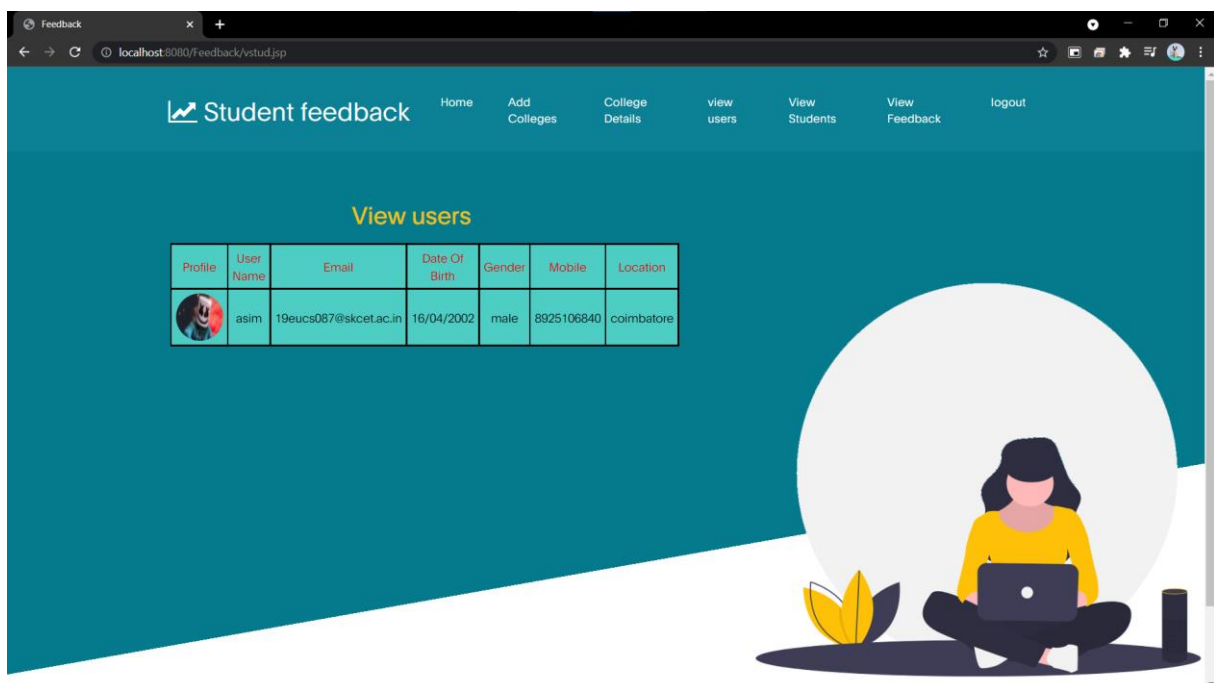 Feedback
localhost:8080/Feedback/vstud.jsp
Student feedback
Home
Add
Colleges
College
Details
view
users
View
Students
View
Feedback
logout
View users
Profile
User
Name
Email
Date Of
Birth
Gender
Mobile
Location
asim
19eucs087@skcet.ac.in
16/04/2002
male
8925106840
coimbatore